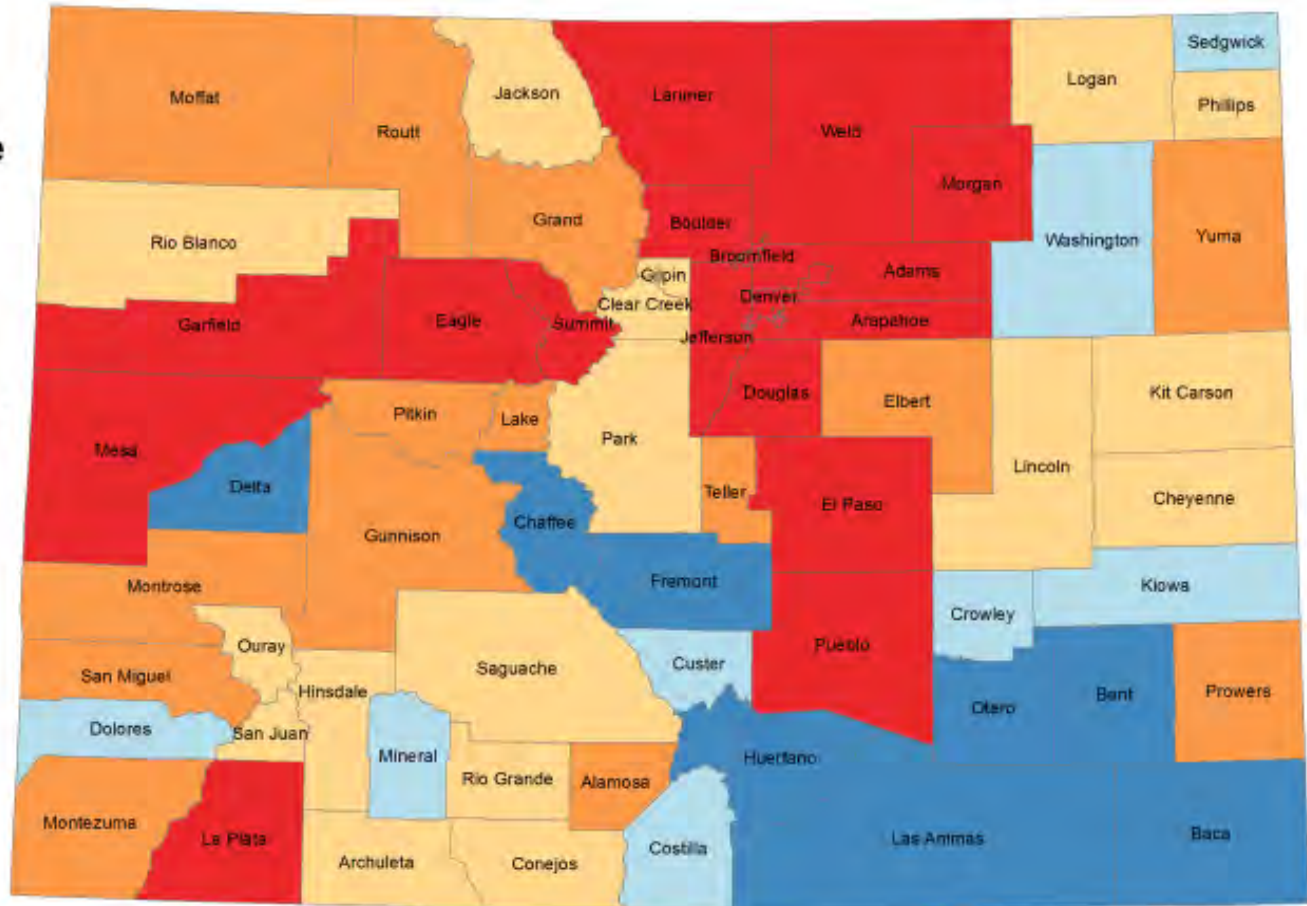 Sedgwick
Logan
Moffat
Jackson
Larimer
Phillips
Routt
Weld
e
Morgan
Grand
Boulder
Rio Blanco
Washington
Yuma
Broomfield
Gilpin
Adams
Denver
Clear Creek
Garfield
Eagle
Summit
Arapahoe
Jefferson
Kit Carson
Douglas
Elbert
Pitkin
Lake
Park
Mesa
Lincoln
Delta
Teller
Cheyenne
El Paso
Chaffee
Gunnison
Fremont
Montrose
Kiowa
Crowley
Ouray
Pueblo
Custer
Saguache
San Miguel
Hinsdale
Bent
Prowers
Otero
Dolores
San Juan
Mineral
Huerfano
Rio Grande
Alamosa
Montezuma
La Plata
Las Animas
Baca
Costilla
Archuleta
Conejos